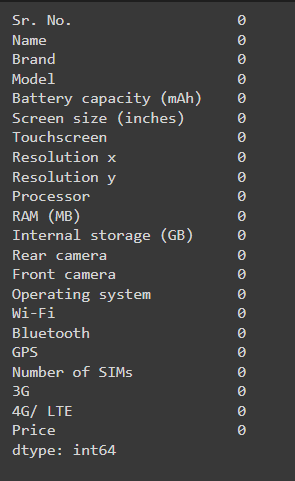 Sr. No. 0
Name 0
Brand 0
Model 0
Battery capacity (mAh) 0
Screen size (inches) 0
Touchscreen 0
Resolution x 0
Resolution y 0
Processor 0
RAM (MB) 0
Internal storage (GB) 0
Rear camera 0
Front camera 0
Operating system 0
Wi-Fi 0
Bluetooth 0
GPS 0
Number of SIMs 0
3G 0
4G/ LTE 0
Price 0
dtype: int64